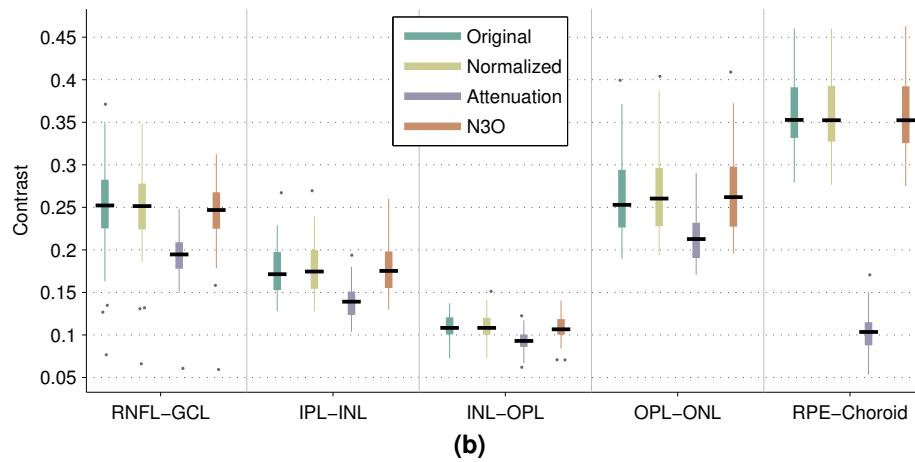 0.45
0.4
0.35
0.3
0.25
0.2
0.15
0.1
0.05
Contrast
Original
Normalized
Attenuation
N3O
RNFL−GCL IPL−INL INL−OPL OPL−ONL RPE−Choroid
(b)